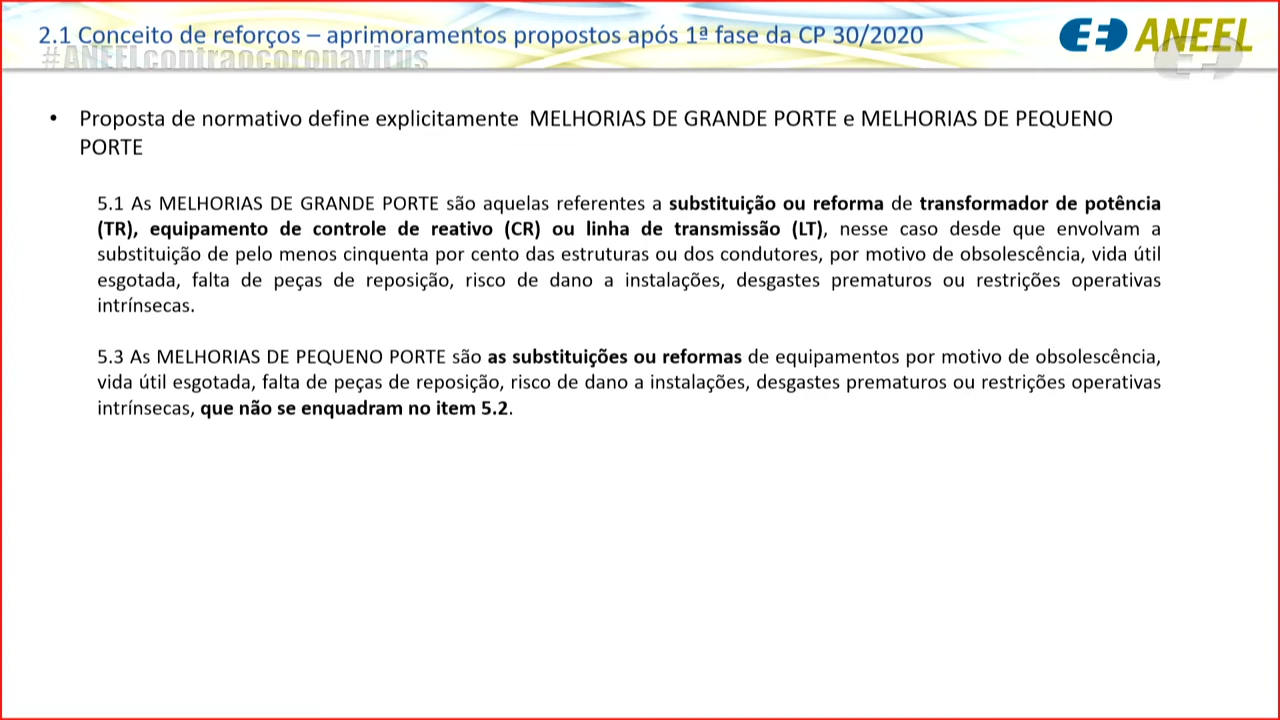 2.1 Conceito de reforços – aprimoramentos propostos após 1ª fase da CP 30/2020
ANEEL
#ANEELcontraocoronavirus
• Proposta de normativo define explicitamente MELHORIAS DE GRANDE PORTE e MELHORIAS DE PEQUENO
PORTE
5.1 As MELHORIAS DE GRANDE PORTE são aquelas referentes a substituição ou reforma de transformador de potência
(TR), equipamento de controle de reativo (CR) ou linha de transmissão (LT), nesse caso desde que envolvam a
substituição de pelo menos cinquenta por cento das estruturas ou dos condutores, por motivo de obsolescência, vida útil
esgotada, falta de peças de reposição, risco de dano a instalações, desgastes prematuros ou restrições operativas
intrínsecas.
5.3 As MELHORIAS DE PEQUENO PORTE são as substituições ou reformas de equipamentos por motivo de obsolescência,
vida útil esgotada, falta de peças de reposição, risco de dano a instalações, desgastes prematuros ou restrições operativas
intrínsecas, que não se enquadram no item 5.2.